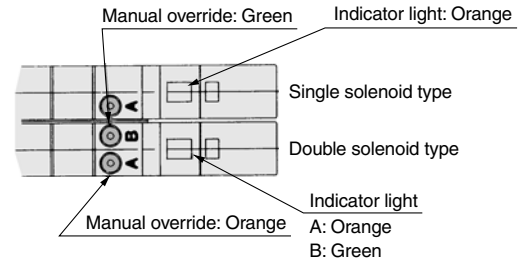 Manual override: Green
Indicator light: Orange
Single solenoid type
A
B
Double solenoid type
A
Indicator light
Manual override: Orange
A: Orange
B: Green